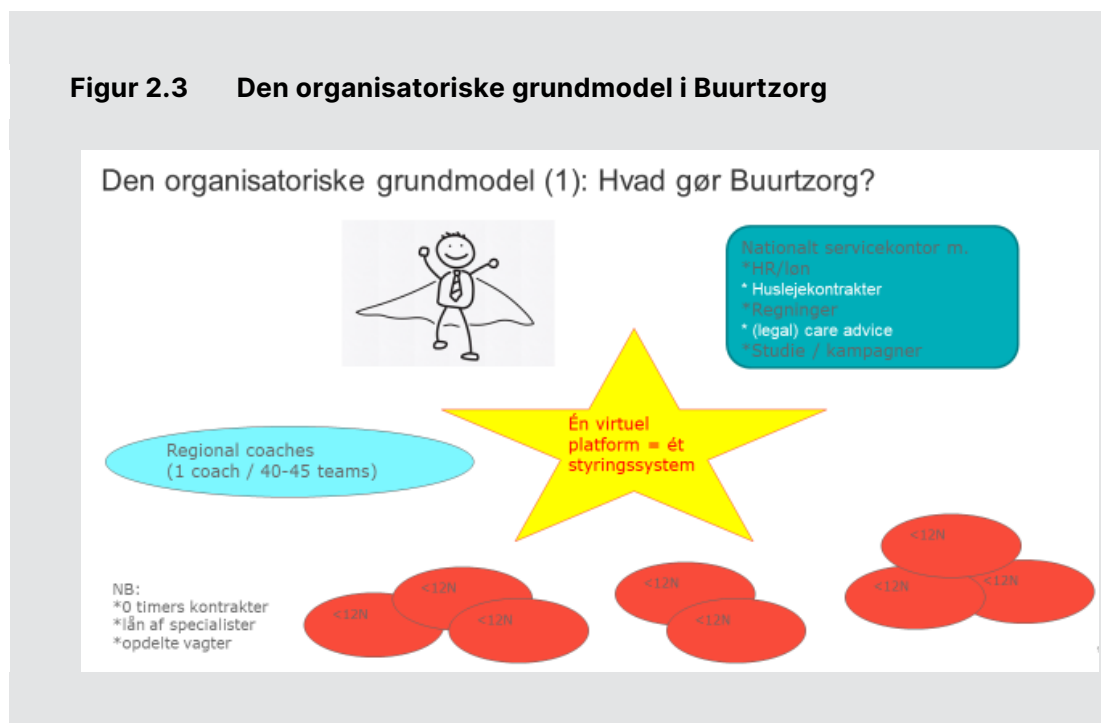 Figur 2.3 Den organisatoriske grundmodel i Buurtzorg
Den organisatoriske grundmodel (1): Hvad gør Buurtzorg?
Nationalt servicekontor m.
*HR/løn
* Huslejekontrakter
*Regninger
* (legal) care advice
*Studie / kampagner
Én virtuel
platform = ét
styringssystem
Regional coaches
(1 coach / 40-45 teams)
<12N
<12N
<12N
<12N
<12N
<12N
<12N
<12N
NB:
*0 timers kontrakter
*lån af specialister
*opdelte vagter